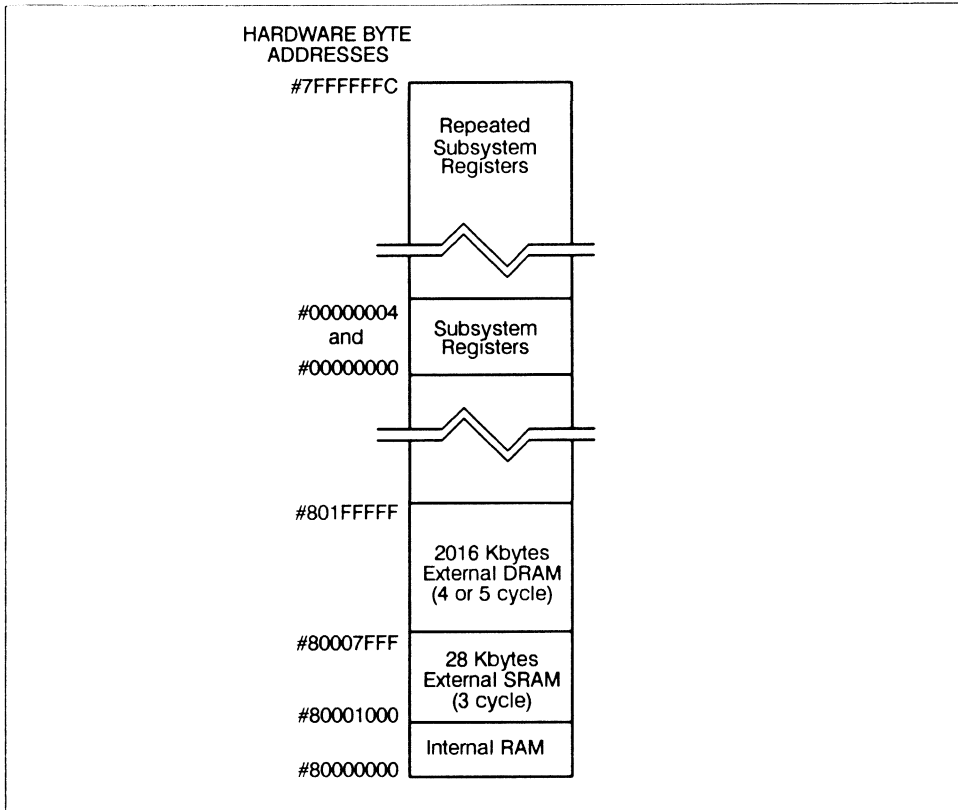 HARDWARE BYTE
ADDRESSES
#7FFFFFFC
Repeated
Subsystem
Registers
#00000004
and
#00000000
Subsystem
Registers
#801FFFFF
2016 Kbytes
External DRAM
(4 or 5 cycle)
#80007FFF
28 Kbytes
External SRAM
(3 cycle)
#80001000
Internal RAM
#80000000